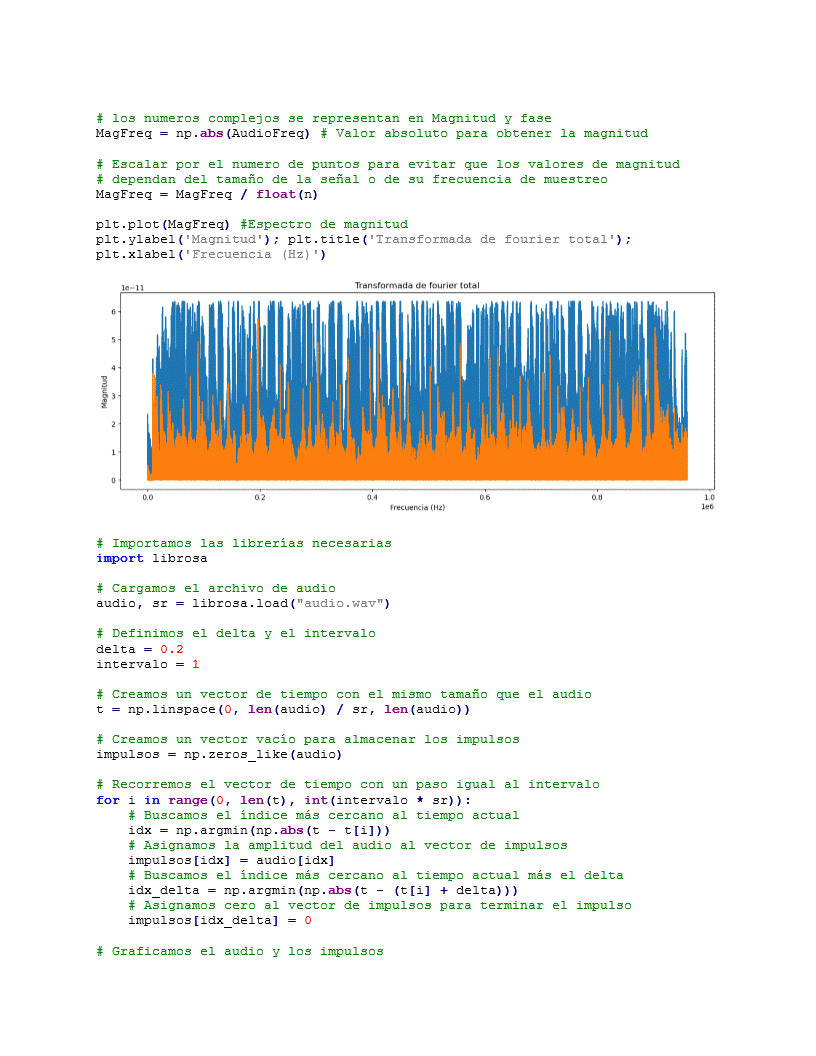 # los numeros complejos se representan en Magnitud y fase
MagFreq = np.abs(AudioFreq) # Valor absoluto para obtener la magnitud
# Escalar por el numero de puntos para evitar que los valores de magnitud
# dependan del tamaño de la señal o de su frecuencia de muestreo
MagFreq = MagFreq / float(n)
plt.plot(MagFreq) #Espectro de magnitud
plt.ylabel('Magnitud'); plt.title('Transformada de fourier total');
plt.xlabel('Frecuencia (Hz)')
Transformada de fourier total
1e−11
6
5
4
3
2
1
0
Magnitud
0.0 0.2 0.4 0.6 0.8 1.0
Frecuencia (Hz)
1e6
# Importamos las librerías necesarias
import librosa
# Cargamos el archivo de audio
audio, sr = librosa.load("audio.wav")
# Definimos el delta y el intervalo
delta = 0.2
intervalo = 1
# Creamos un vector de tiempo con el mismo tamaño que el audio
t = np.linspace(0, len(audio) / sr, len(audio))
# Creamos un vector vacío para almacenar los impulsos
impulsos = np.zeros_like(audio)
# Recorremos el vector de tiempo con un paso igual al intervalo
for i in range(0, len(t), int(intervalo * sr)):
    # Buscamos el índice más cercano al tiempo actual
    idx = np.argmin(np.abs(t - t[i]))
    # Asignamos la amplitud del audio al vector de impulsos
    impulsos[idx] = audio[idx]
    # Buscamos el índice más cercano al tiempo actual más el delta
    idx_delta = np.argmin(np.abs(t - (t[i] + delta)))
    # Asignamos cero al vector de impulsos para terminar el impulso
    impulsos[idx_delta] = 0
# Graficamos el audio y los impulsos